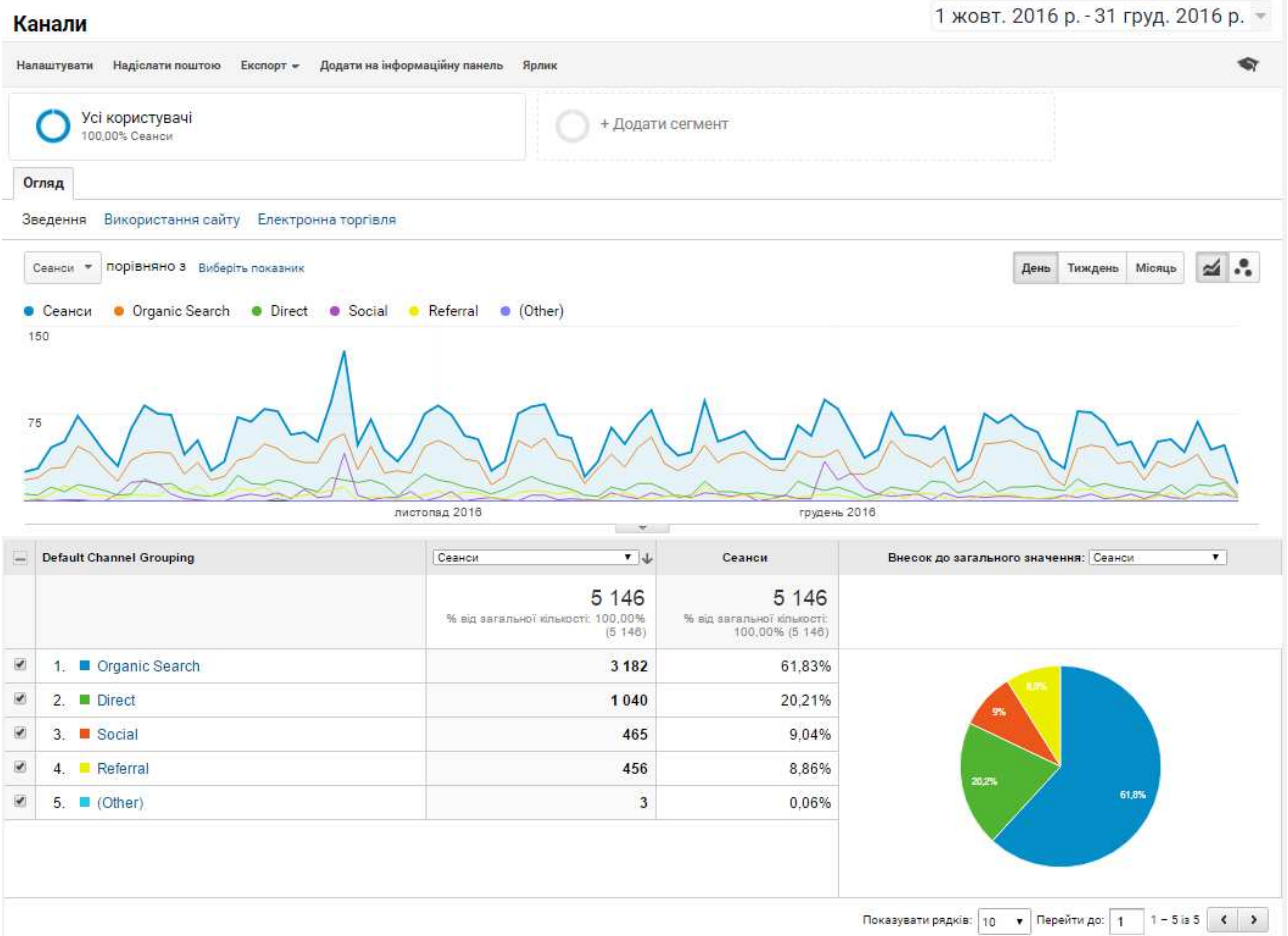 Канали
1 жовт. 2016 р. - 31 груд. 2016 р.
Налаштувати Надіслати поштою Експорт Додати на інформаційну панель Ярлик
Усі користувачі
100,00% Сеанси
+ Додати сегмент
Огляд
Зведення Використання сайту Електронна торгівля
Сеанси порівняно з Виберіть показник
День Тиждень Місяць
Сеанси Organic Search Direct Social Referral (Other)
150
75
листопад 2016 грудень 2016
Default Channel Grouping Сеанси Сеанси Внесок до загального значення: Сеанси
5 146 5 146
% від загальної кількості: 100,00% % від загальної кількості:
(5 146) 100,00% (5 146)
1. Organic Search 3 182 61,83%
2. Direct 1 040 20,21%
3. Social 465 9,04%
4. Referral 456 8,86%
5. (Other) 3 0,06%
8,9%
9%
20,2%
61,8%
Показувати рядків: 10 Перейти до: 1 1 – 5 із 5